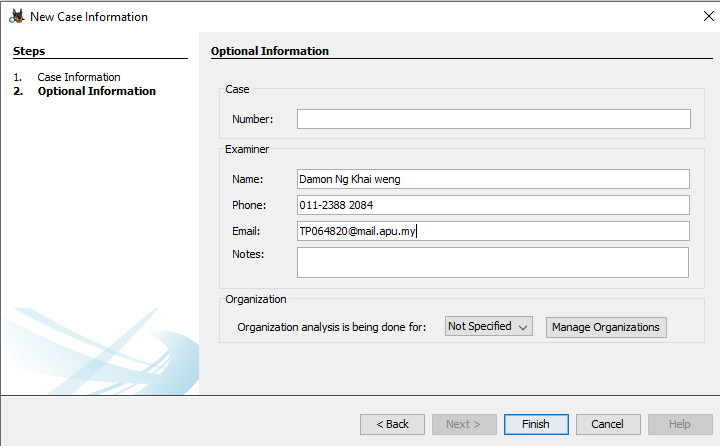 New Case Information
Steps
1. Case Information
2. Optional Information
Optional Information
Case
Number:
Examiner
Name: Damon Ng Khai weng
Phone: 011-2388 2084
Email: TP064820@mail.apu.my
Notes:
Organization
Organization analysis is being done for: Not Specified Manage Organizations
< Back Next > Finish Cancel Help